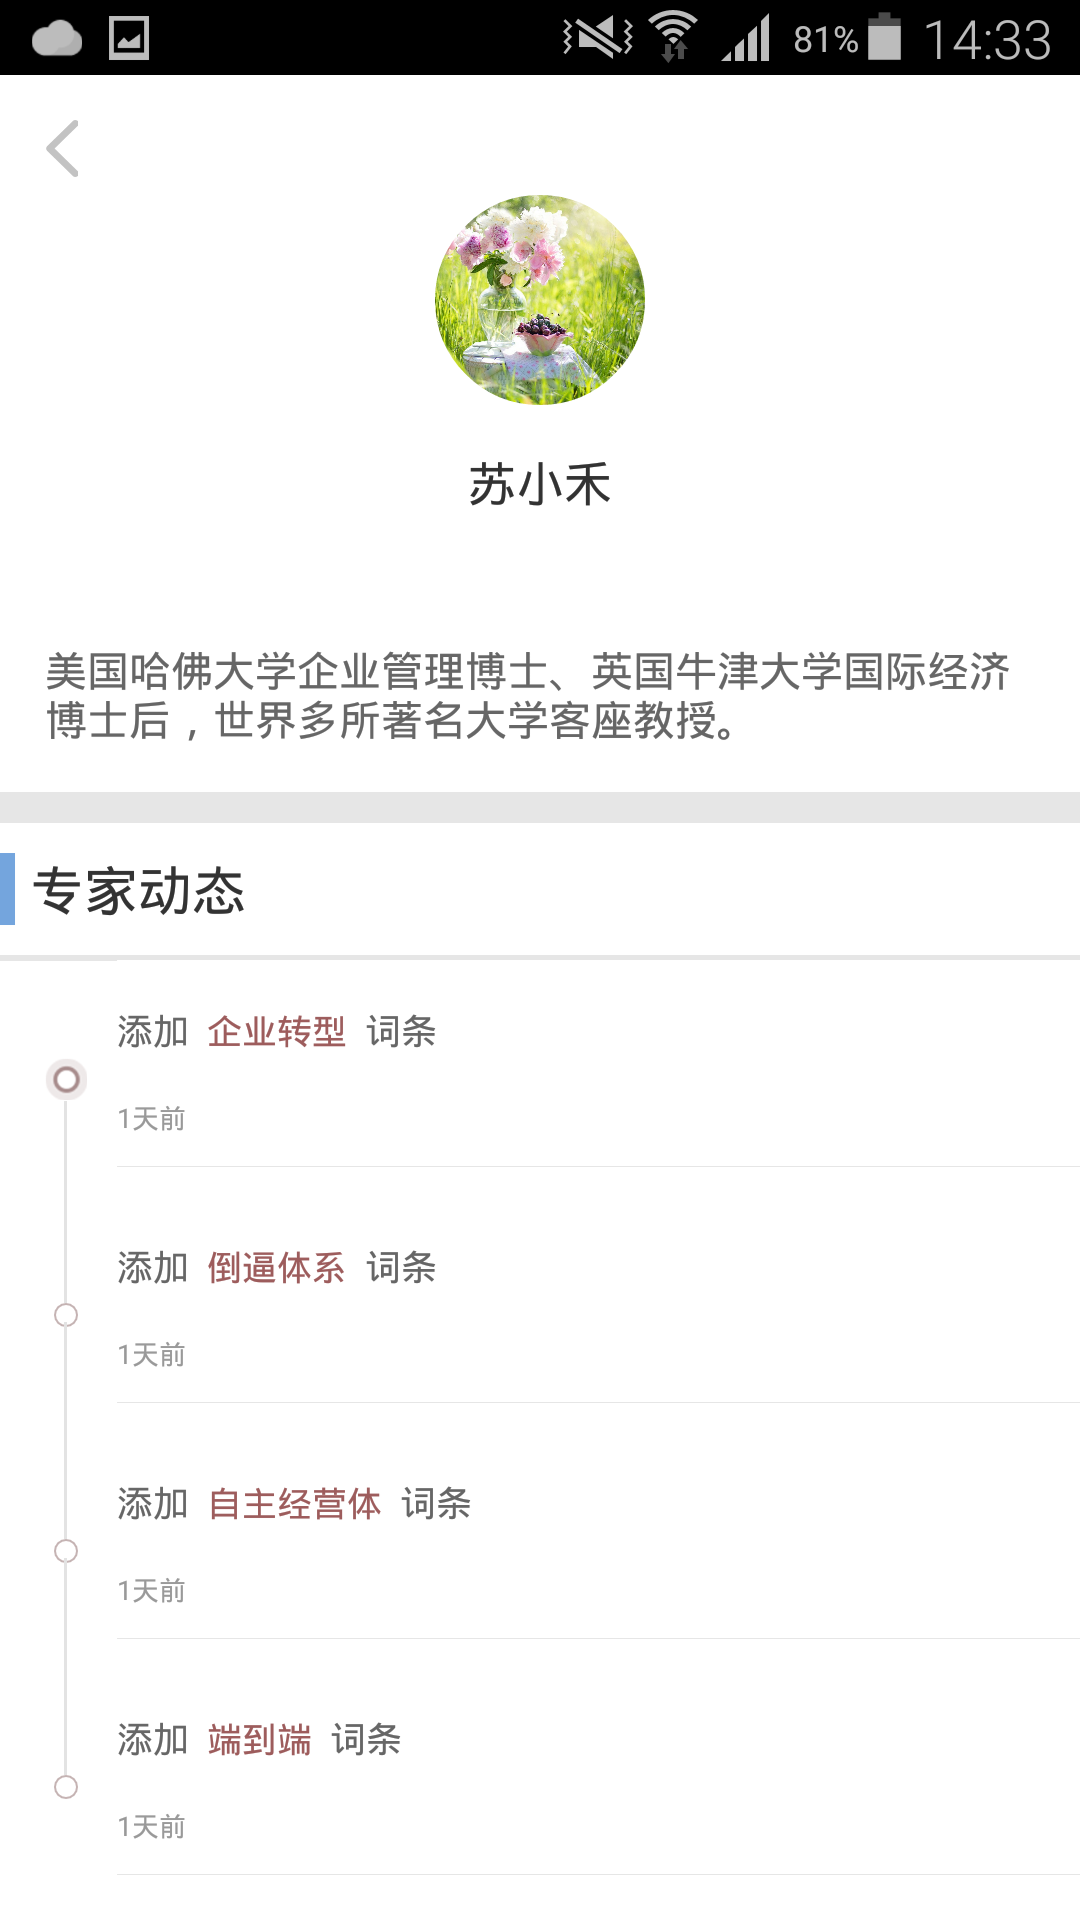 81% 14:33
苏小禾
美国哈佛大学企业管理博士、英国牛津大学国际经济
博士后，世界多所著名大学客座教授。
专家动态
添加 企业转型 词条
1天前
添加 倒逼体系 词条
1天前
添加 自主经营体 词条
1天前
添加 端到端 词条
1天前